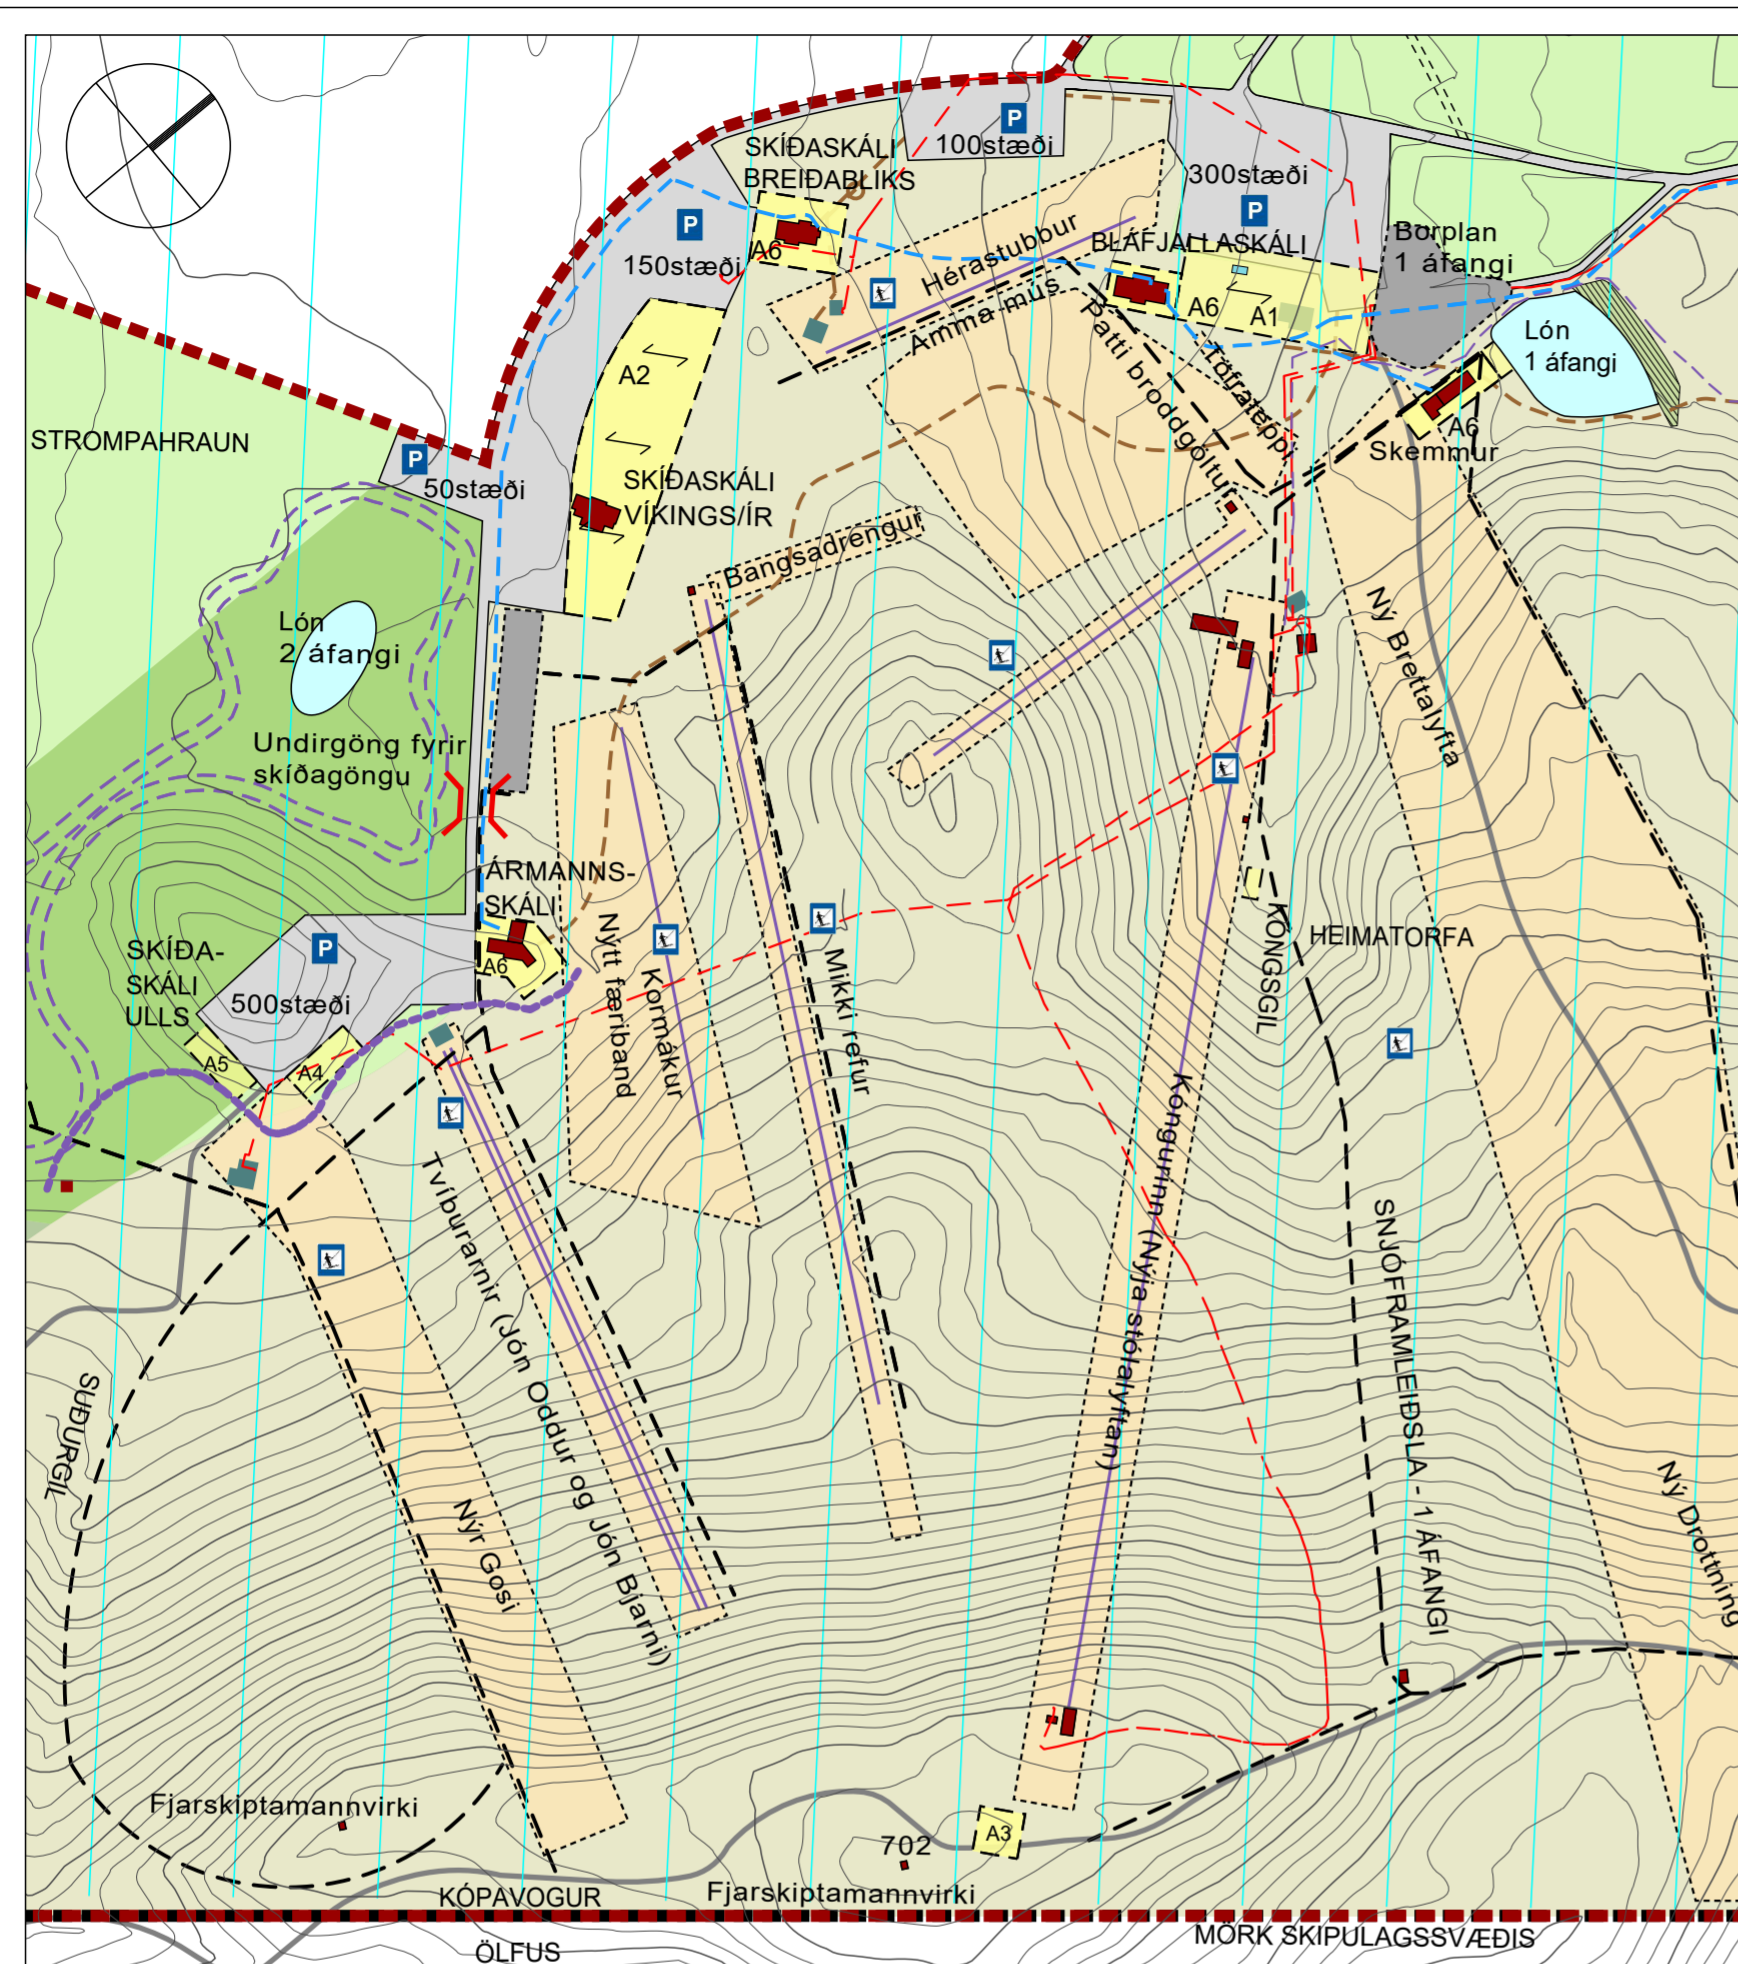 P
100stæði
SKÍÐASKÁLI
BREIÐABLIKS
A6
P
150stæði
300stæði
P
BLÁFJALLASKÁLI
A6
A1
Borplan
1 áfangi
Lón
1 áfangi
A6
Skemmur
Hérastubbur
Amma mús
Patti broddgöltur
Töfrateppi
A2
SKÍÐASKÁLI
VÍKINGS/ÍR
STROMPAHRAUN
P
50stæði
Bangsadrengur
Lón
2 áfangi
Undirgöng fyrir
skíðagöngu
Ný Brettalyfta
ÁRMANNS-
SKÁLI
A6
SKÍÐA-
SKÁLI
ULLS
P
500stæði
A5
A4
Nýtt færiband
Kormákur
Mikki refur
KÓNGSGIL
HEIMATORFA
Tvíburarnir (Jón Oddur og Jón Bjarni)
Kóngurinn (Nýja stólalyftan)
SNJÓFRAMLEIÐSLA - 1 ÁFANGI
SUÐURGIL
Nýr Gosi
Ný Drottning
Fjarskiptamannvirki
702
A3
Fjarskiptamannvirki
KÓPAVOGUR
MÖRK SKIPULAGSSVÆÐIS
ÖLFUS